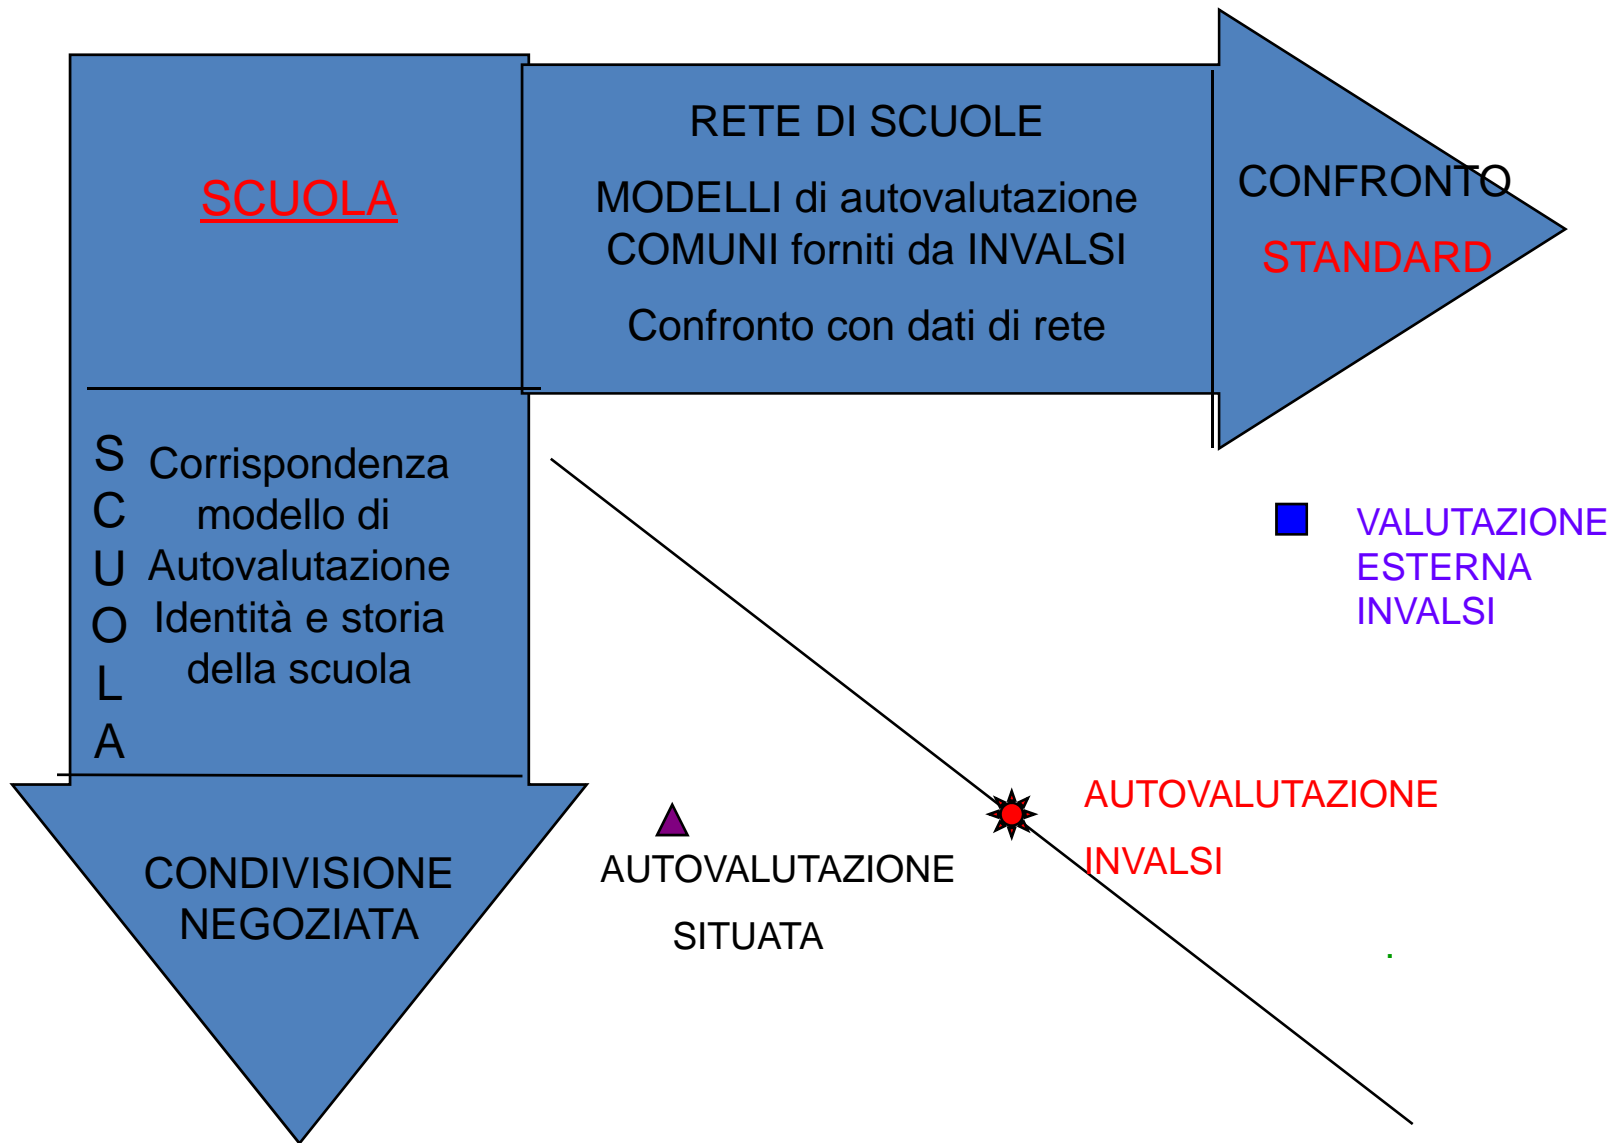 SCUOLA
RETE DI SCUOLE
MODELLI di autovalutazione
COMUNI forniti da INVALSI
Confronto con dati di rete
CONFRONTO
STANDARD
S
C
U
O
L
A
Corrispondenza
modello di
Autovalutazione
Identità e storia
della scuola
CONDIVISIONE
NEGOZIATA
VALUTAZIONE
ESTERNA
INVALSI
AUTOVALUTAZIONE
INVALSI
AUTOVALUTAZIONE
SITUATA
.